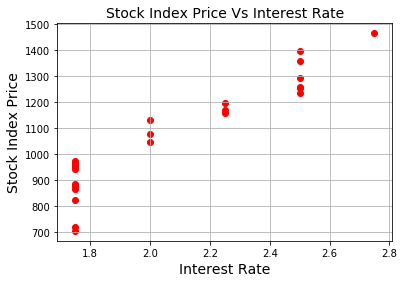 Stock Index Price Vs Interest Rate
1500
1400
1300
1200
1100
1000
900
800
700
Stock Index Price
1.8 2.0 2.2 2.4 2.6 2.8
Interest Rate